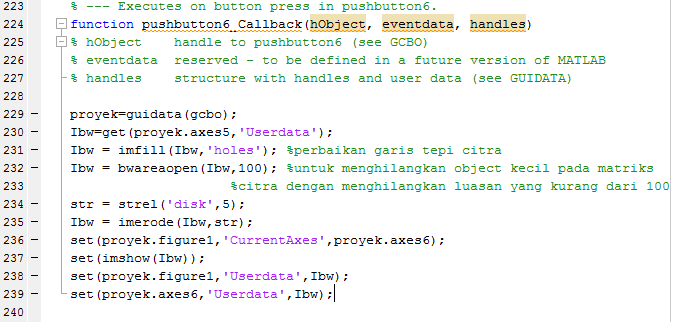 223 % --- Executes on button press in pushbutton6.
224 function pushbutton6_Callback(hObject, eventdata, handles)
225 % hObject    handle to pushbutton6 (see GCBO)
226 % eventdata  reserved - to be defined in a future version of MATLAB
227 % handles    structure with handles and user data (see GUIDATA)
228
229 - proyek=guidata(gcbo);
230 - Ibw=get(proyek.axes5,'Userdata');
231 - Ibw = imfill(Ibw,'holes'); %perbaikan garis tepi citra
232 - Ibw = bwareaopen(Ibw,100); %untuk menghilangkan object kecil pada matriks
233 %citra dengan menghilangkan luasan yang kurang dari 100
234 - str = strel('disk',5);
235 - Ibw = imerode(Ibw,str);
236 - set(proyek.figure1,'CurrentAxes',proyek.axes6);
237 - set(imshow(Ibw));
238 - set(proyek.figure1,'Userdata',Ibw);
239 - set(proyek.axes6,'Userdata',Ibw);
240